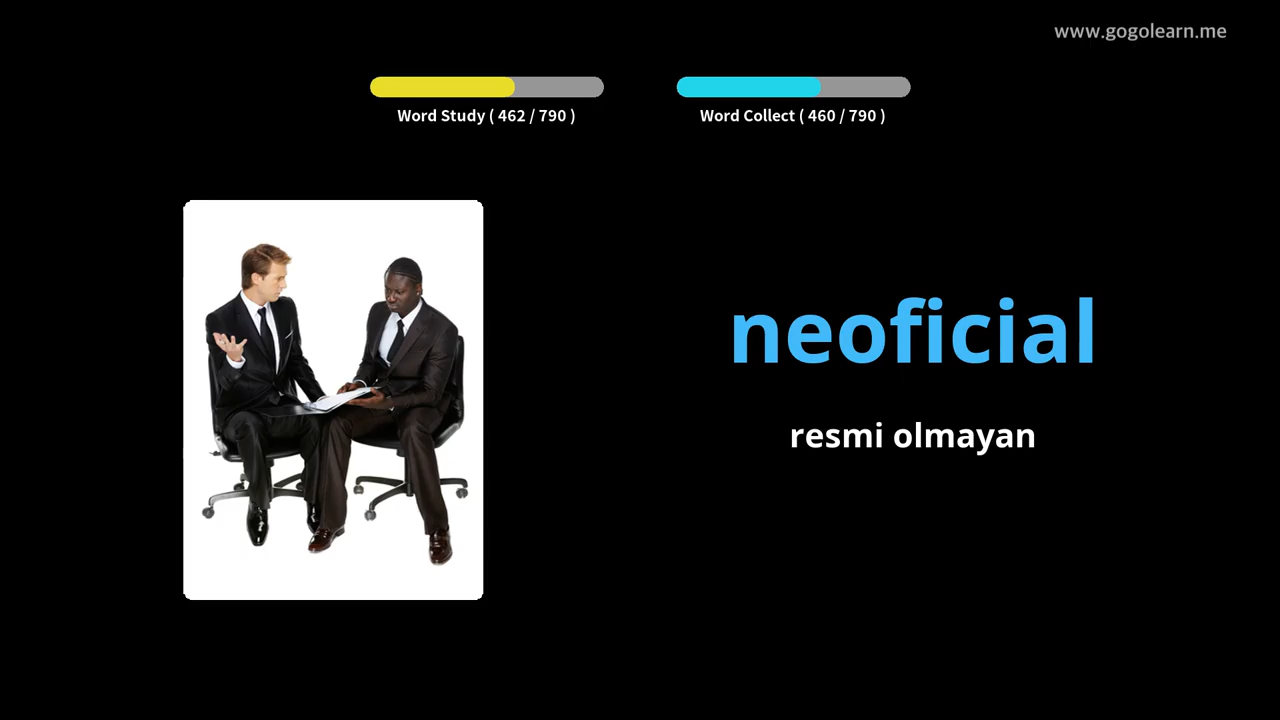 www.gogolearn.me
Word Study ( 462 / 790 )
Word Collect ( 460 / 790 )
neoficial
resmi olmayan